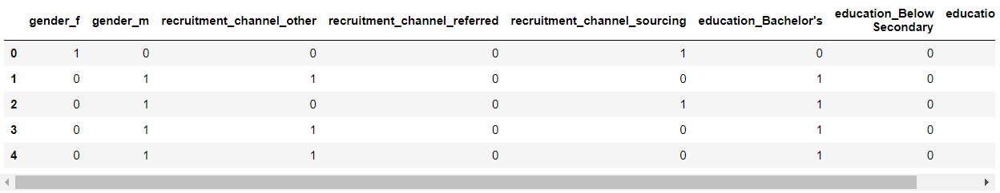 gender_f gender_m recruitment_channel_other recruitment_channel_referred recruitment_channel_sourcing education_Bachelor's education_Below Secondary educatio
0 1 0 0 0 1 0 0
1 0 1 1 0 0 1 0
2 0 1 0 0 1 1 0
3 0 1 1 0 0 1 0
4 0 1 1 0 0 1 0